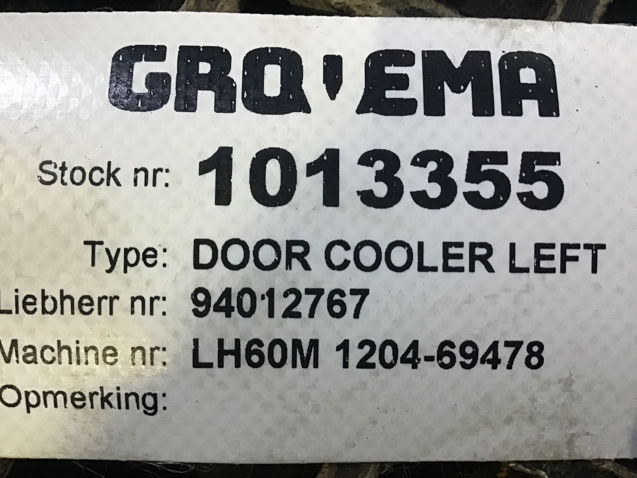 GRO'EMA
Stock nr: 1013355
Type: DOOR COOLER LEFT
Liebherr nr: 94012767
Machine nr: LH60M 1204-69478
Opmerking: